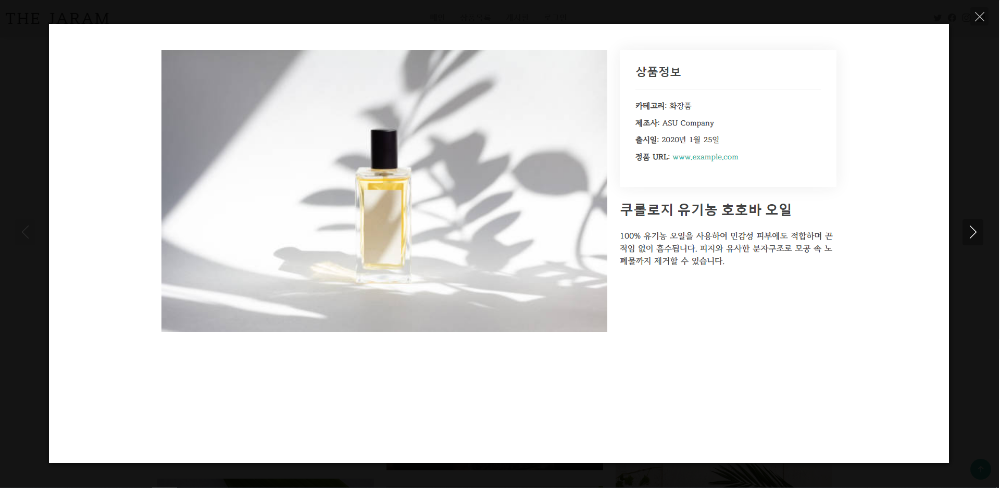 THE JARAM
메인 상품목록 게시판 로그인
상품정보
카테고리: 화장품
제조사: ASU Company
출시일: 2020년 1월 25일
정품 URL: www.example.com
쿠롤로지 유기농 호호바 오일
100% 유기농 오일을 사용하여 민감성 피부에도 적합하며 끈
적임 없이 흡수됩니다. 피지와 유사한 분자구조로 모공 속 노
폐물까지 제거할 수 있습니다.